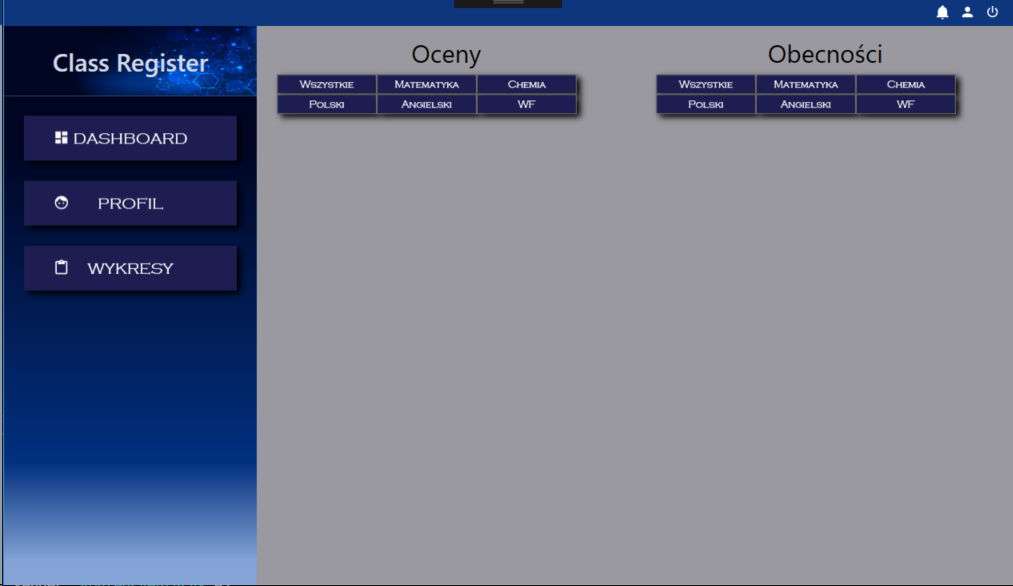 Class Register
DASHBOARD
PROFIL
WYKRESY
Oceny
Wszystkie Matematyka Chemia
Polski Angielski WF
Obecności
Wszystkie Matematyka Chemia
Polski Angielski WF